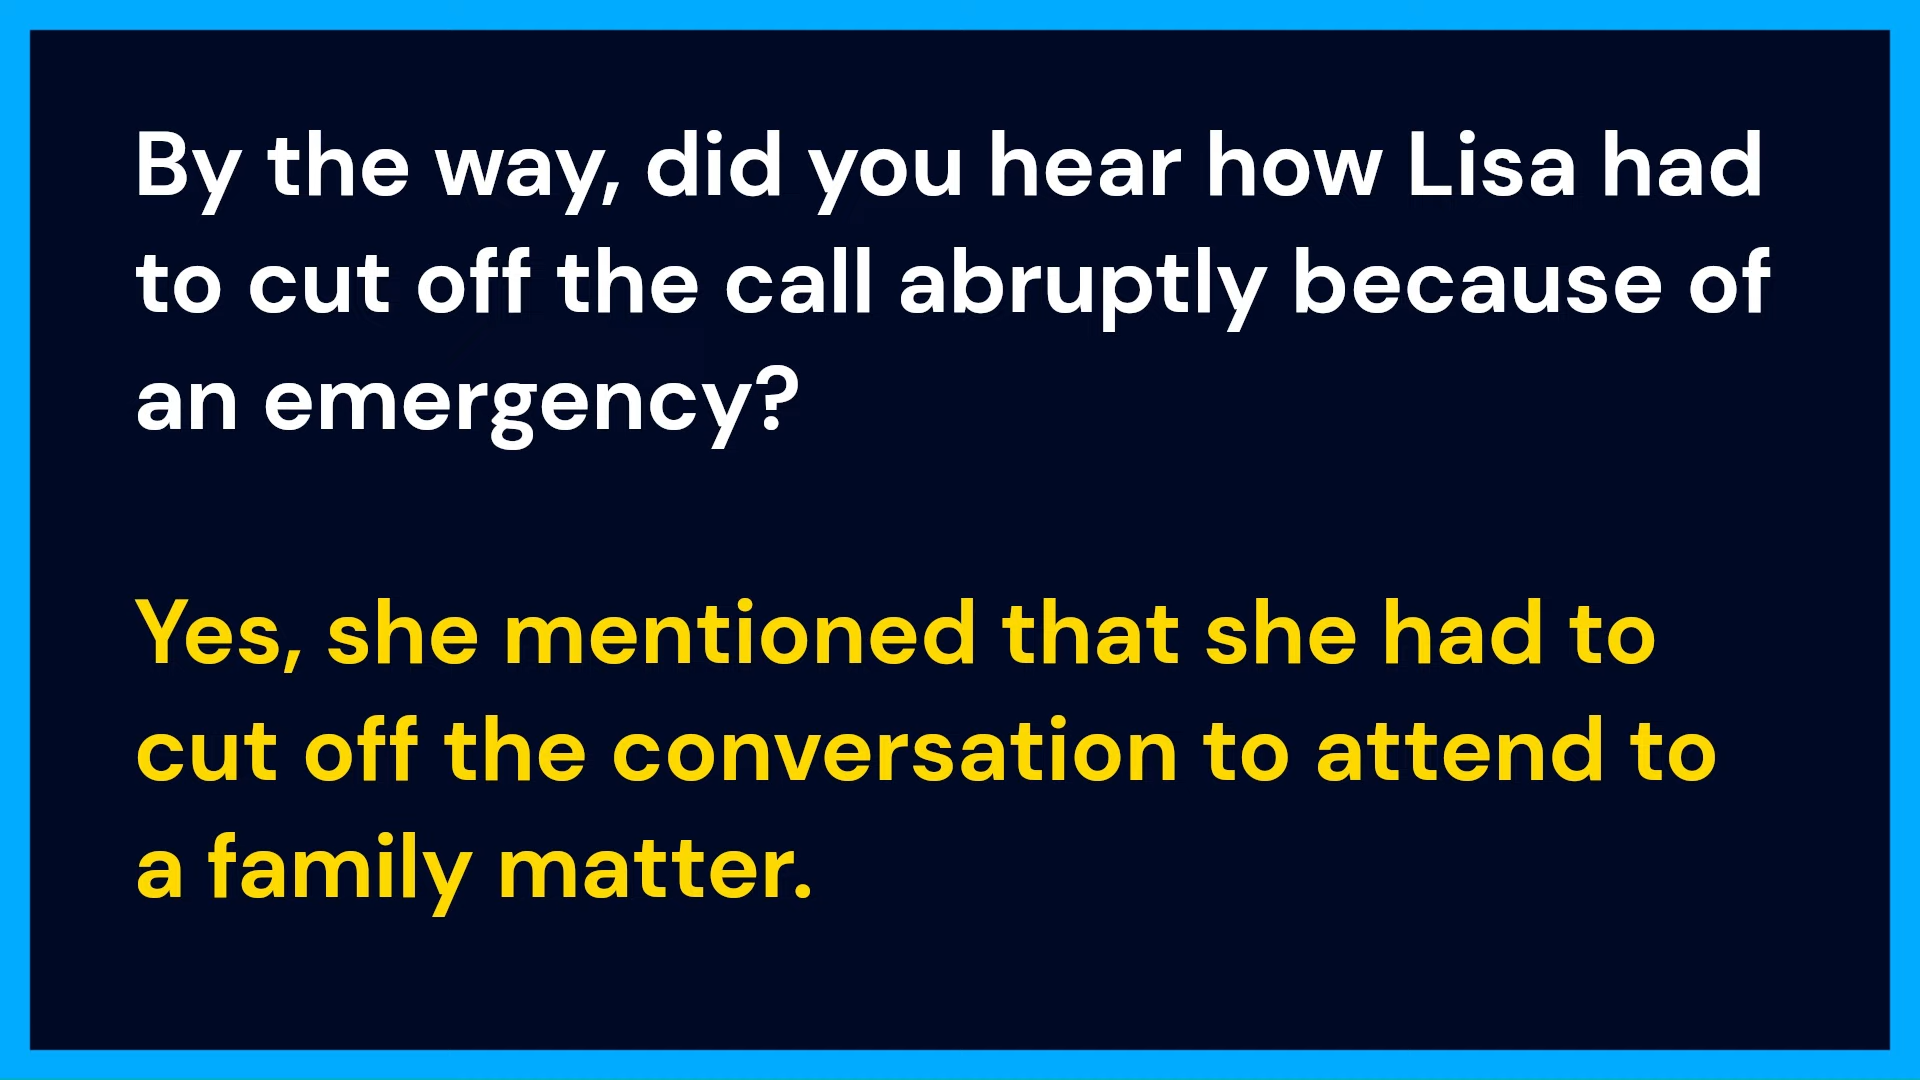 By the way, did you hear how Lisa had
to cut off the call abruptly because of
an emergency?
Yes, she mentioned that she had to
cut off the conversation to attend to
a family matter.